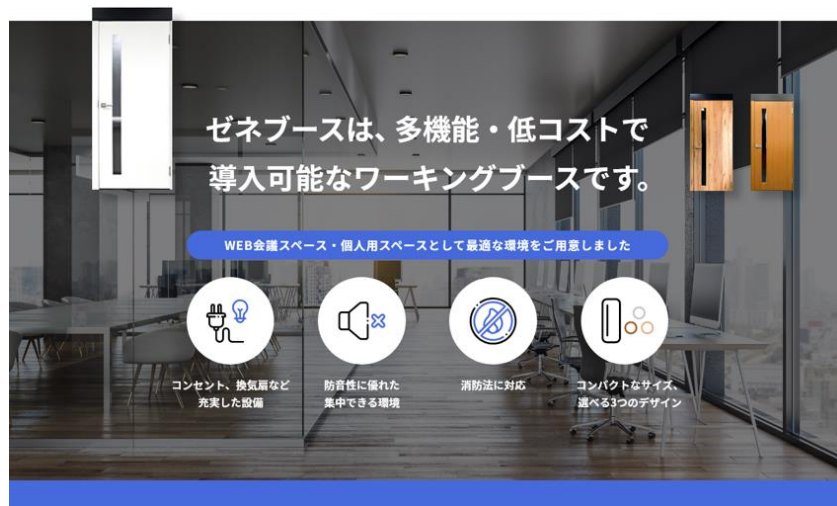 ゼネブースは、多機能・低コストで
導入可能なワーキングブースです。
WEB会議スペース・個人用スペースとして最適な環境をご用意しました
コンセント、換気扇など
充実した設備
防音性に優れた
集中できる環境
消防法に対応
コンパクトなサイズ、
選べる3つのデザイン